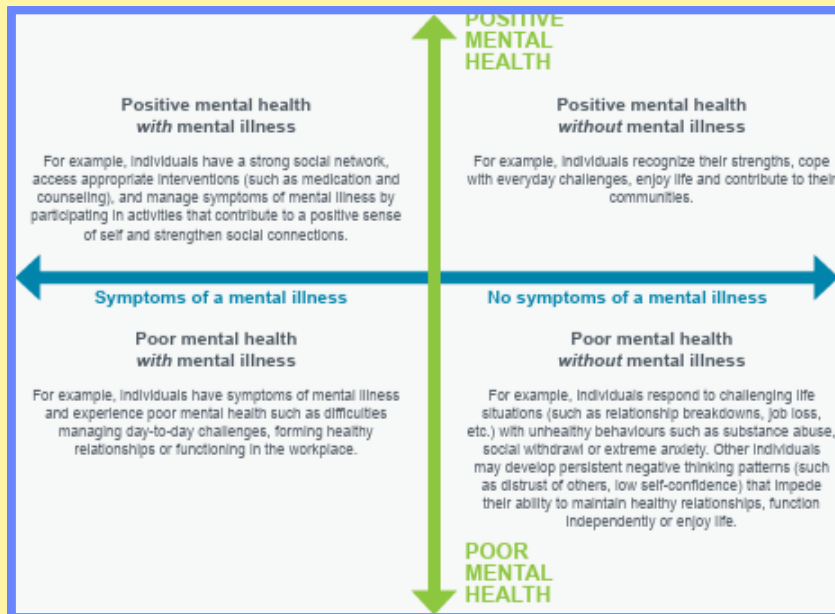 POSITIVE
MENTAL
HEALTH
Positive mental health
with mental illness
For example, individuals have a strong social network,
access appropriate interventions (such as medication and
counseling), and manage symptoms of mental illness by
participating in activities that contribute to a positive sense
of self and strengthen social connections.
Positive mental health
without mental illness
For example, individuals recognize their strengths, cope
with everyday challenges, enjoy life and contribute to their
communities.
Symptoms of a mental illness
No symptoms of a mental illness
Poor mental health
with mental illness
For example, individuals have symptoms of mental illness
and experience poor mental health such as difficulties
managing day-to-day challenges, forming healthy
relationships or functioning in the workplace.
Poor mental health
without mental illness
For example, individuals respond to challenging life
situations (such as relationship breakdowns, job loss,
etc.) with unhealthy behaviours such as substance abuse,
social withdrawl or extreme anxiety. Other individuals
may develop persistent negative thinking patterns (such
as distrust of others, low self-confidence) that impede
their ability to maintain healthy relationships, function
independently or enjoy life.
POOR
MENTAL
HEALTH